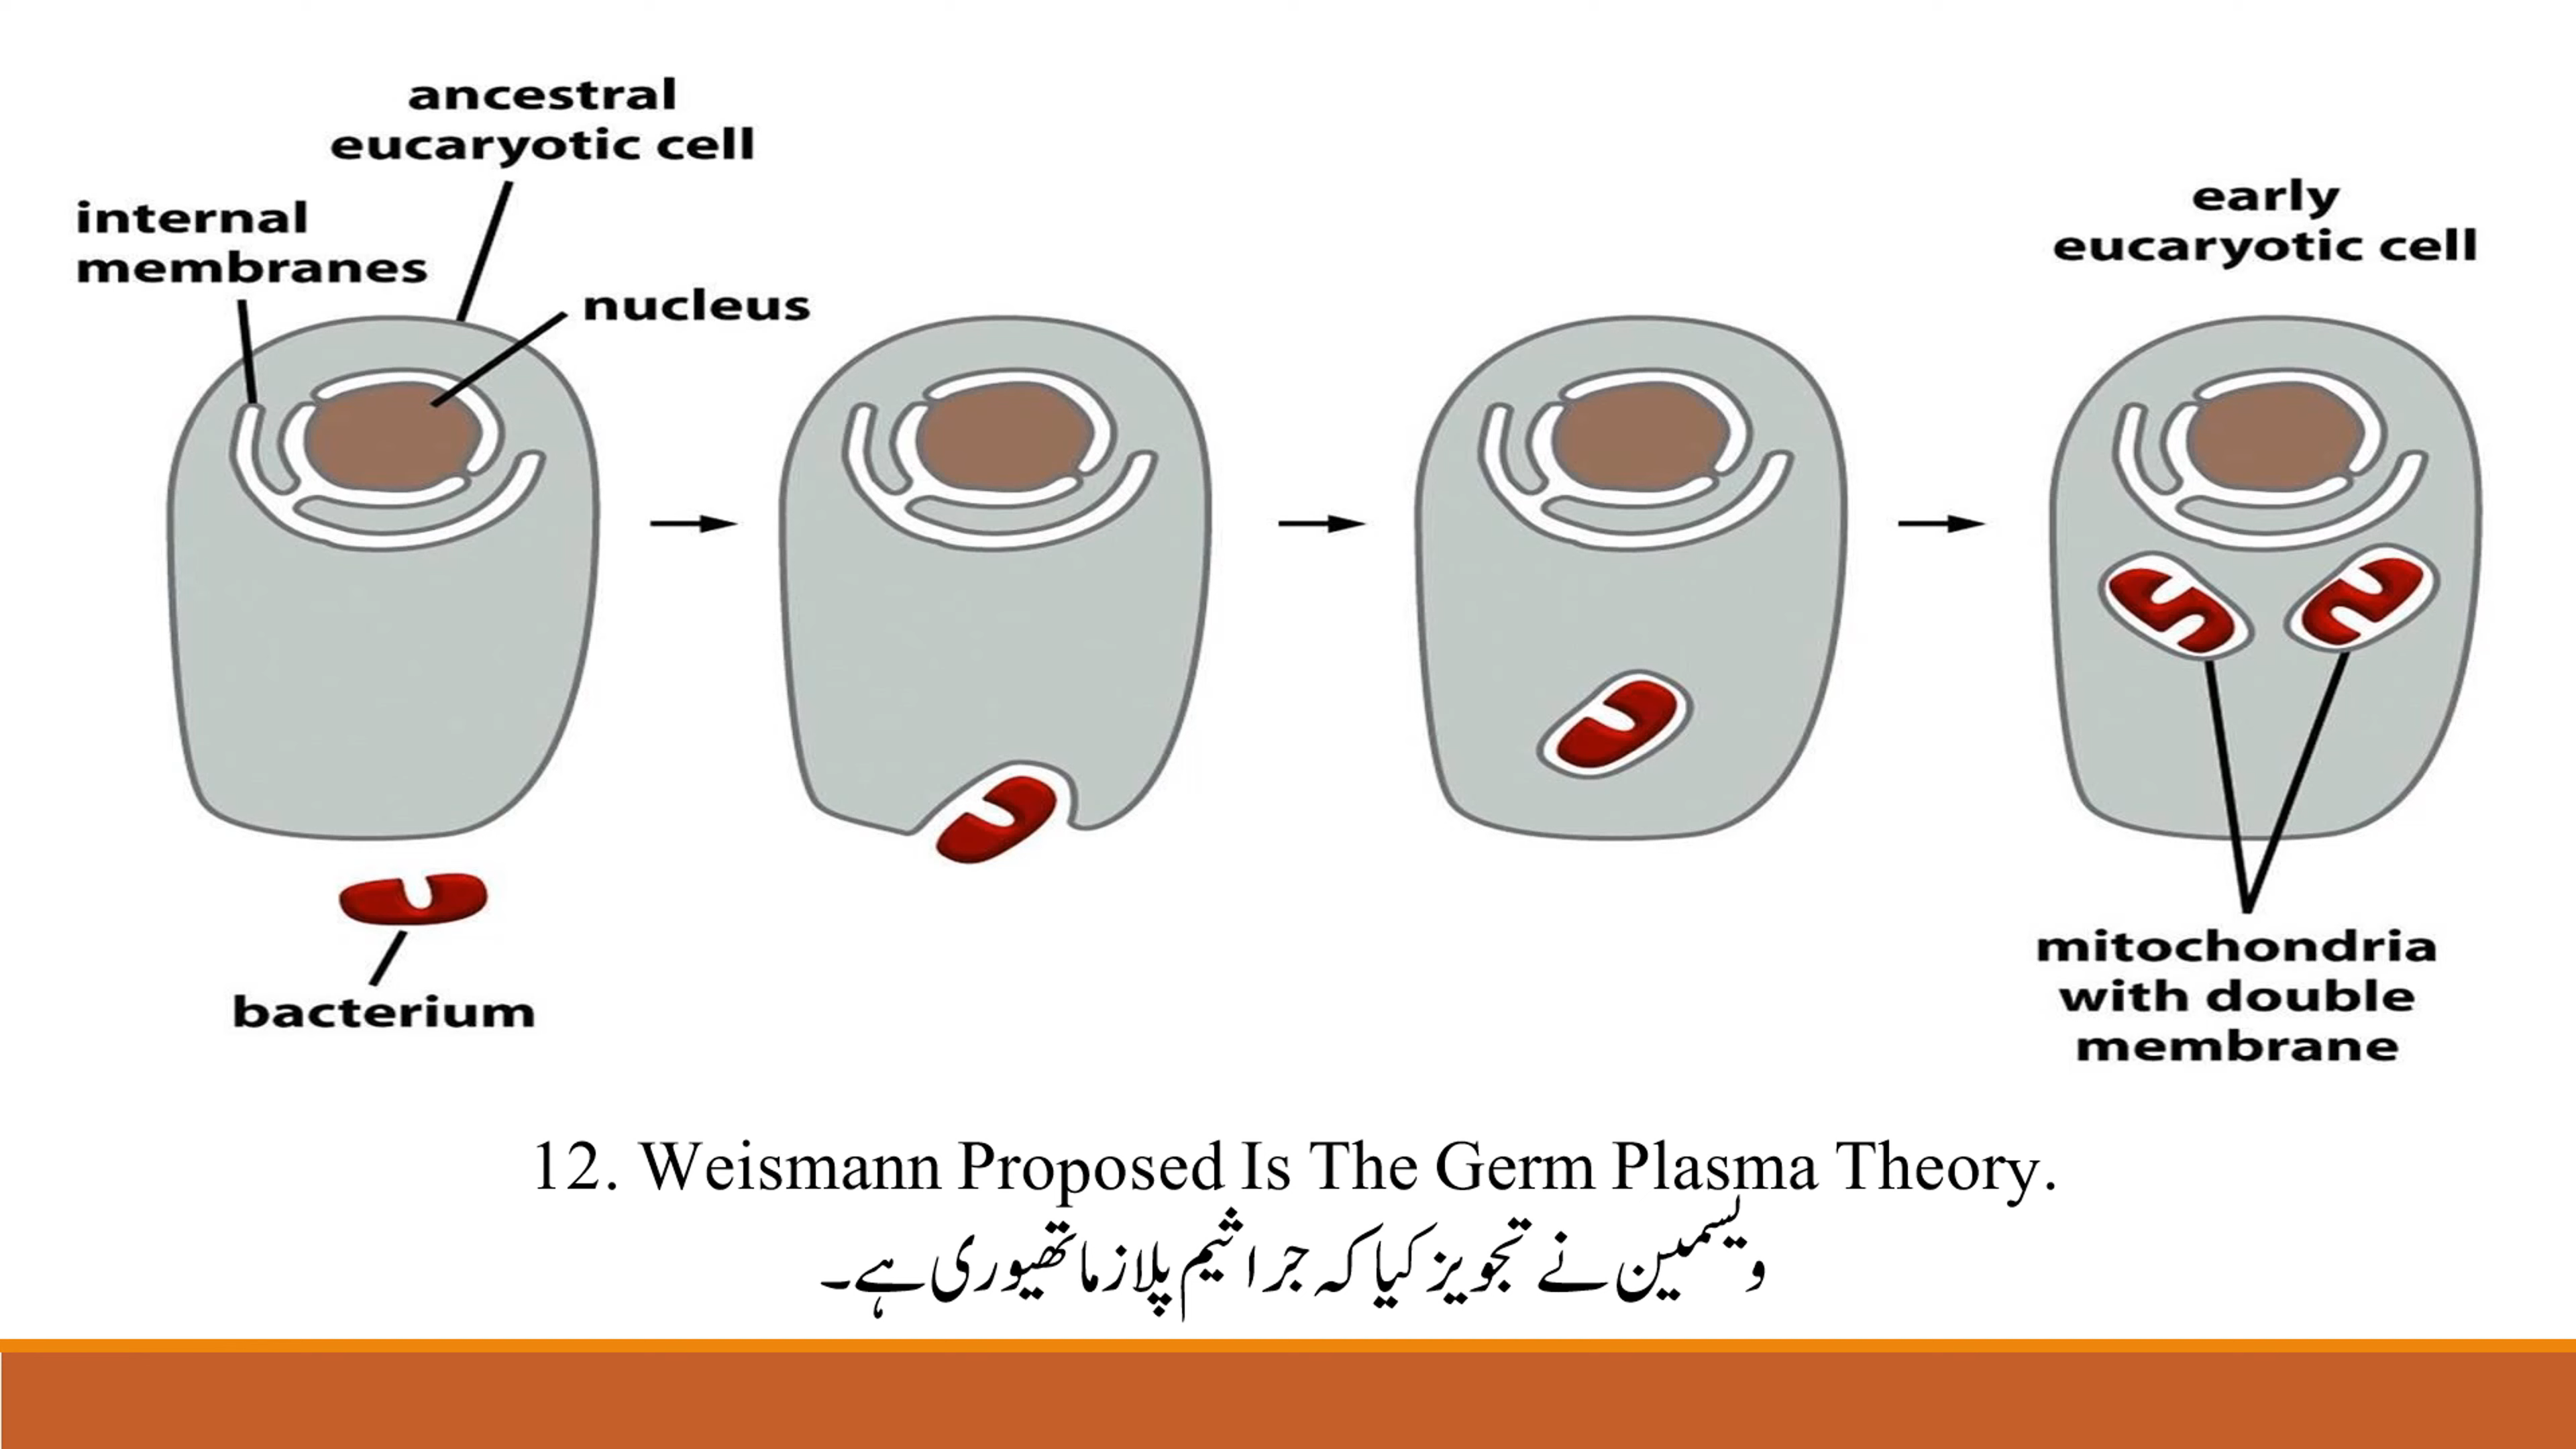 ancestral
eucaryotic cell
internal
membranes
nucleus
early
eucaryotic cell
bacterium
mitochondria
with double
membrane
12. Weismann Proposed Is The Germ Plasma Theory.
ویسمین نے تجویز کیا کہ جراثیم پلازما تھیوری ہے۔